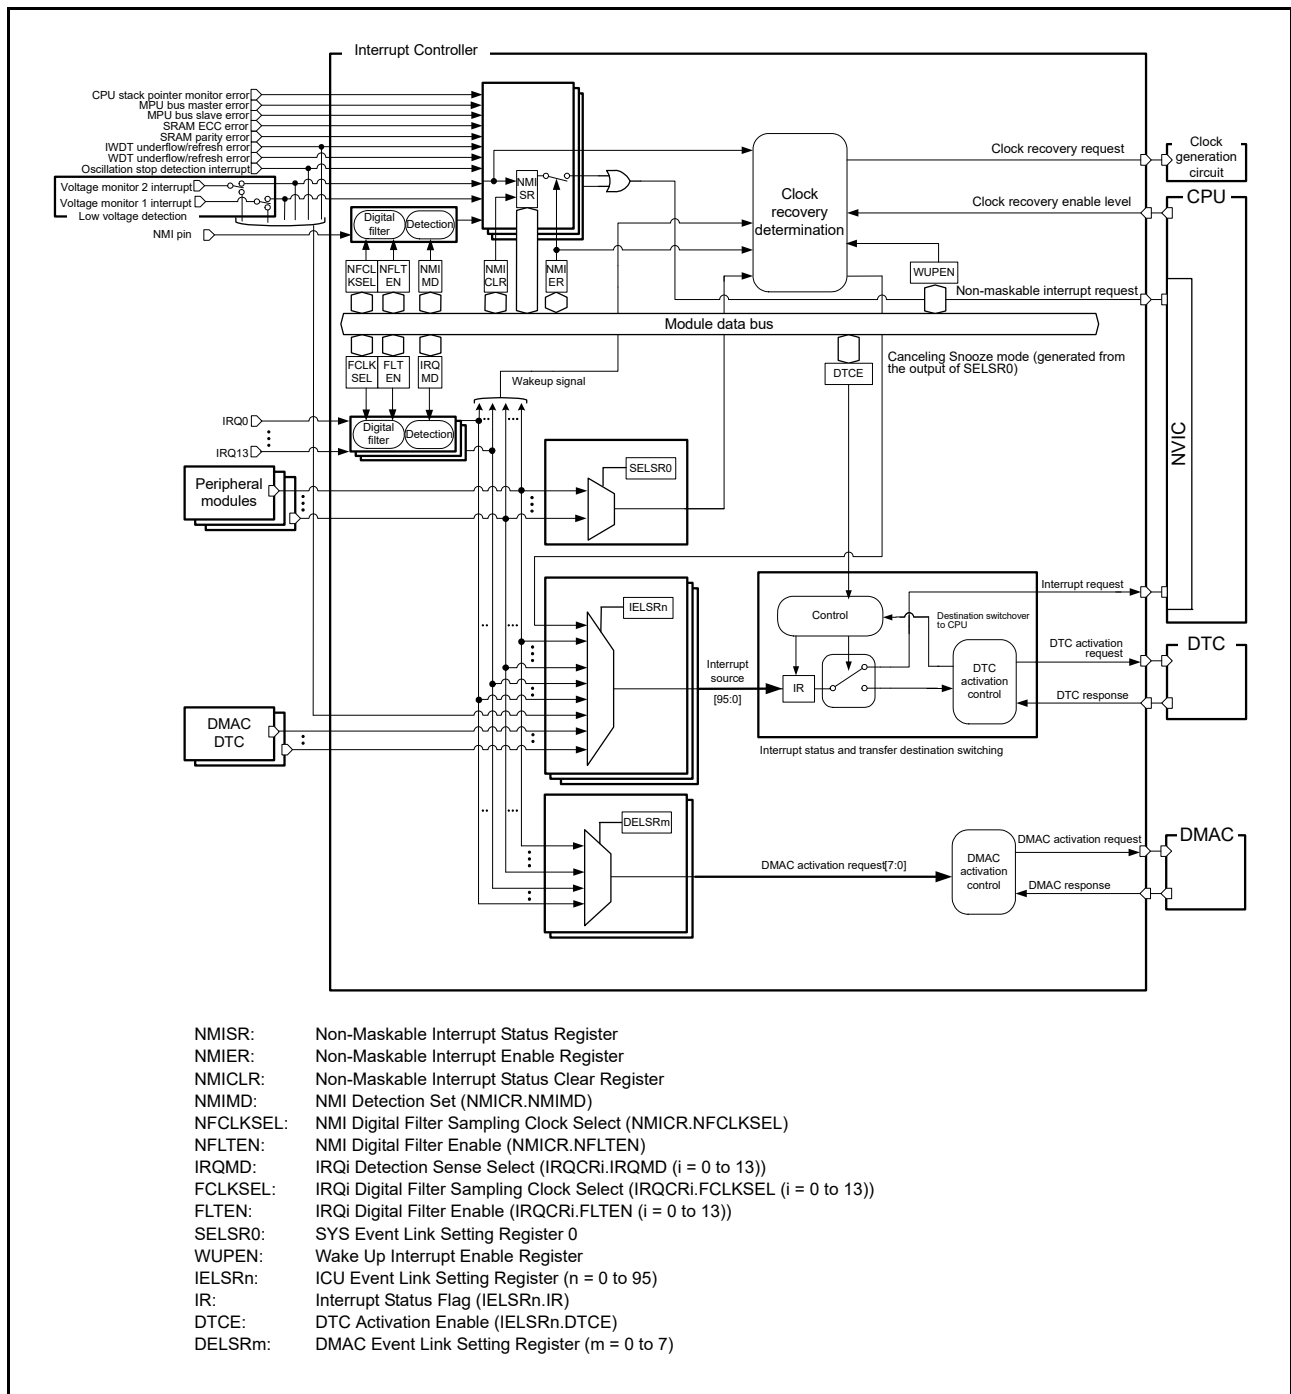 Interrupt Controller
CPU stack pointer monitor error
MPU bus master error
MPU bus slave error
SRAM ECC error
SRAM parity error
IWDT underflow/refresh error
WDT underflow/refresh error
Oscillation stop detection interrupt
Voltage monitor 2 interrupt
Voltage monitor 1 interrupt
Low voltage detection
NMI pin
Digital
filter
Detection
NMI
SR
NFCL
KSEL
NFLT
EN
NMI
MD
NMI
CLR
NMI
ER
Clock
recovery
determination
Clock recovery request
Clock
generation
circuit
Clock recovery enable level
CPU
WUPEN
Non-maskable interrupt request
Module data bus
FCLK
SEL
FLT
EN
IRQ
MD
Wakeup signal
DTCE
Canceling Snooze mode (generated from
the output of SELSR0)
NVIC
IRQ0
IRQ13
Digital
filter
Detection
Peripheral
modules
SELSR0
IELSRn
Interrupt
source
[95:0]
Control
IR
Destination switchover
to CPU
DTC
activation
control
Interrupt request
DTC activation
request
DTC response
DTC
Interrupt status and transfer destination switching
DMAC
DTC
DELSRm
DMAC activation request[7:0]
DMAC
activation
control
DMAC activation request
DMAC response
DMAC
NMISR: Non-Maskable Interrupt Status Register
NMIER: Non-Maskable Interrupt Enable Register
NMICLR: Non-Maskable Interrupt Status Clear Register
NMIMD: NMI Detection Set (NMICR.NMIMD)
NFCLKSEL: NMI Digital Filter Sampling Clock Select (NMICR.NFCLKSEL)
NFLTEN: NMI Digital Filter Enable (NMICR.NFLTEN)
IRQMD: IRQi Detection Sense Select (IRQCRi.IRQMD (i = 0 to 13))
FCLKSEL: IRQi Digital Filter Sampling Clock Select (IRQCRi.FCLKSEL (i = 0 to 13))
FLTEN: IRQi Digital Filter Enable (IRQCRi.FLTEN (i = 0 to 13))
SELSR0: SYS Event Link Setting Register 0
WUPEN: Wake Up Interrupt Enable Register
IELSRn: ICU Event Link Setting Register (n = 0 to 95)
IR: Interrupt Status Flag (IELSRn.IR)
DTCE: DTC Activation Enable (IELSRn.DTCE)
DELSRm: DMAC Event Link Setting Register (m = 0 to 7)